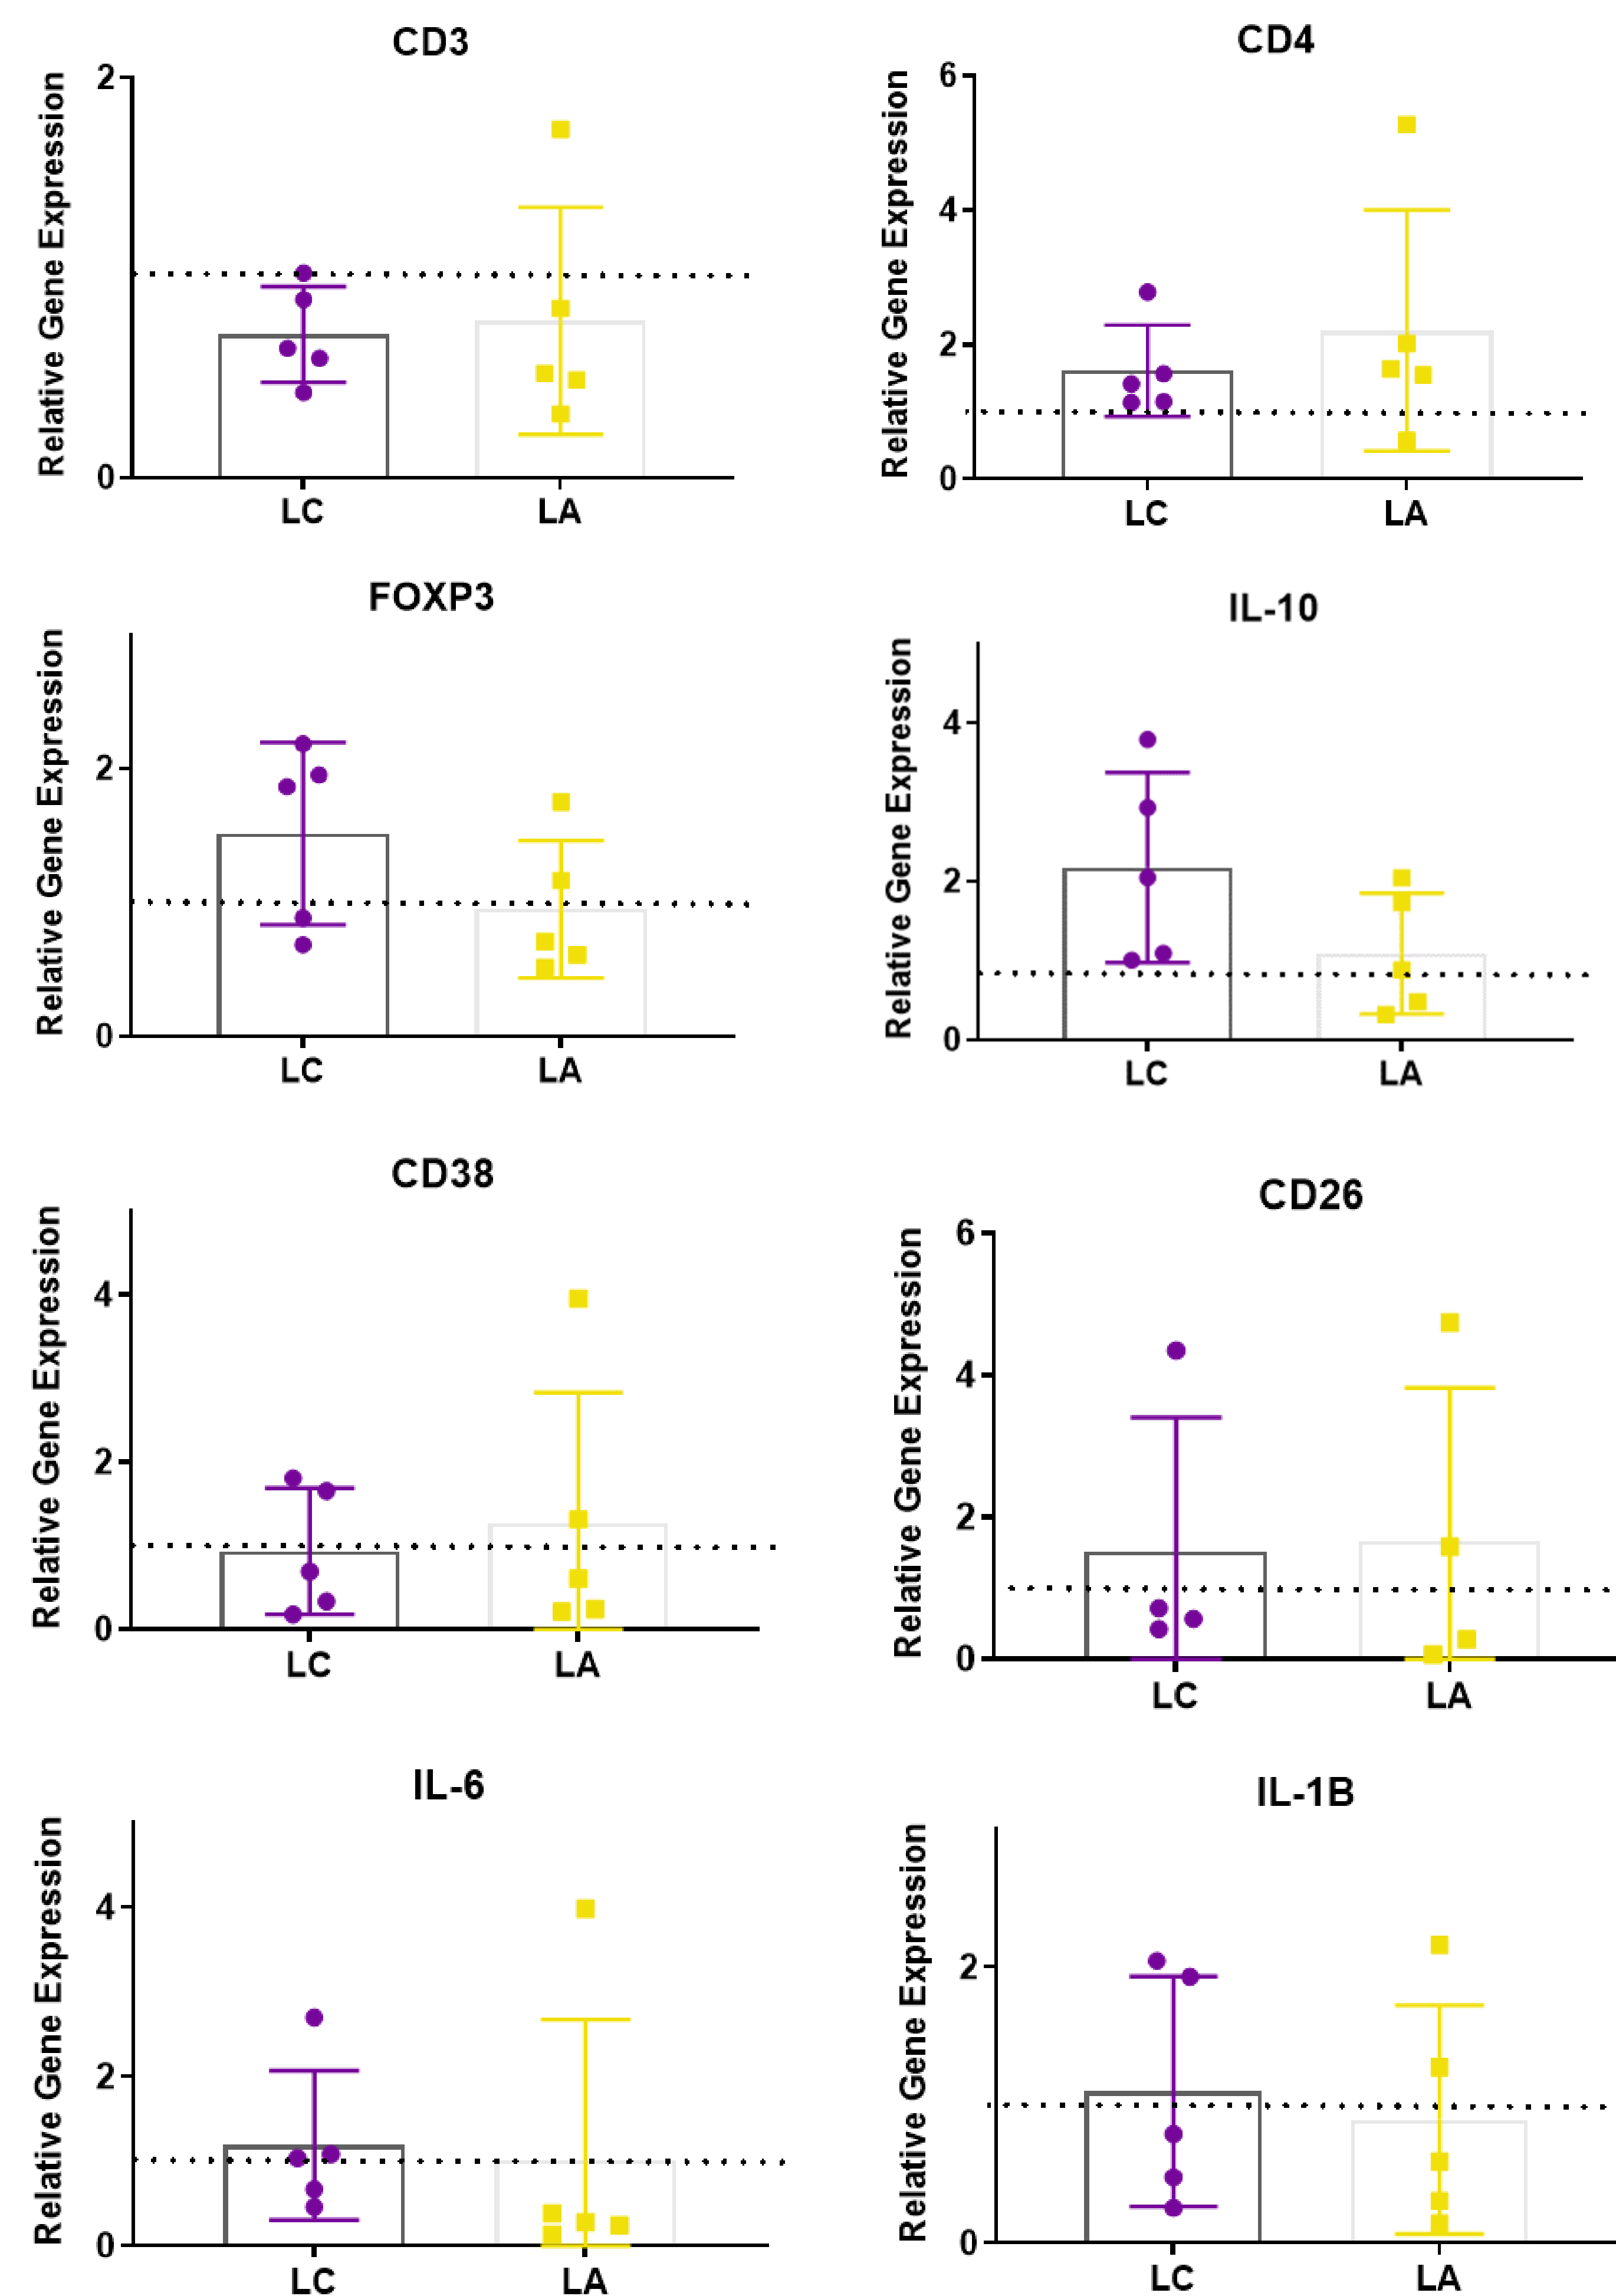 CD3
Relative Gene Expression
2
0
LC
LA
CD4
Relative Gene Expression
6
4
2
0
LC
LA
FOXP3
Relative Gene Expression
2
0
LC
LA
IL-10
Relative Gene Expression
4
2
0
LC
LA
CD38
Relative Gene Expression
4
2
0
LC
LA
CD26
Relative Gene Expression
6
4
2
0
LC
LA
IL-6
Relative Gene Expression
4
2
0
LC
LA
IL-1B
Relative Gene Expression
2
0
LC
LA